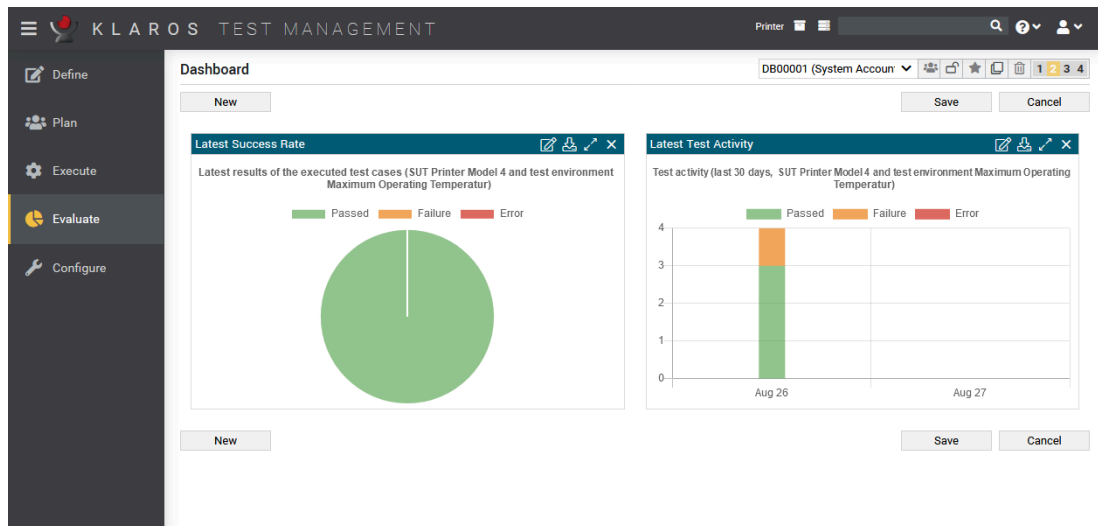 KLAROS TEST MANAGEMENT
Printer
Define
Plan
Execute
Evaluate
Configure
Dashboard
DB00001 (System Accoun
1 2 3 4
New
Save Cancel
Latest Success Rate
Latest results of the executed test cases (SUT Printer Model 4 and test environment
Maximum Operating Temperatur)
Passed Failure Error
Latest Test Activity
Test activity (last 30 days, SUT Printer Model 4 and test environment Maximum Operating
Temperatur)
Passed Failure Error
4
3
2
1
0
Aug 26 Aug 27
New
Save Cancel